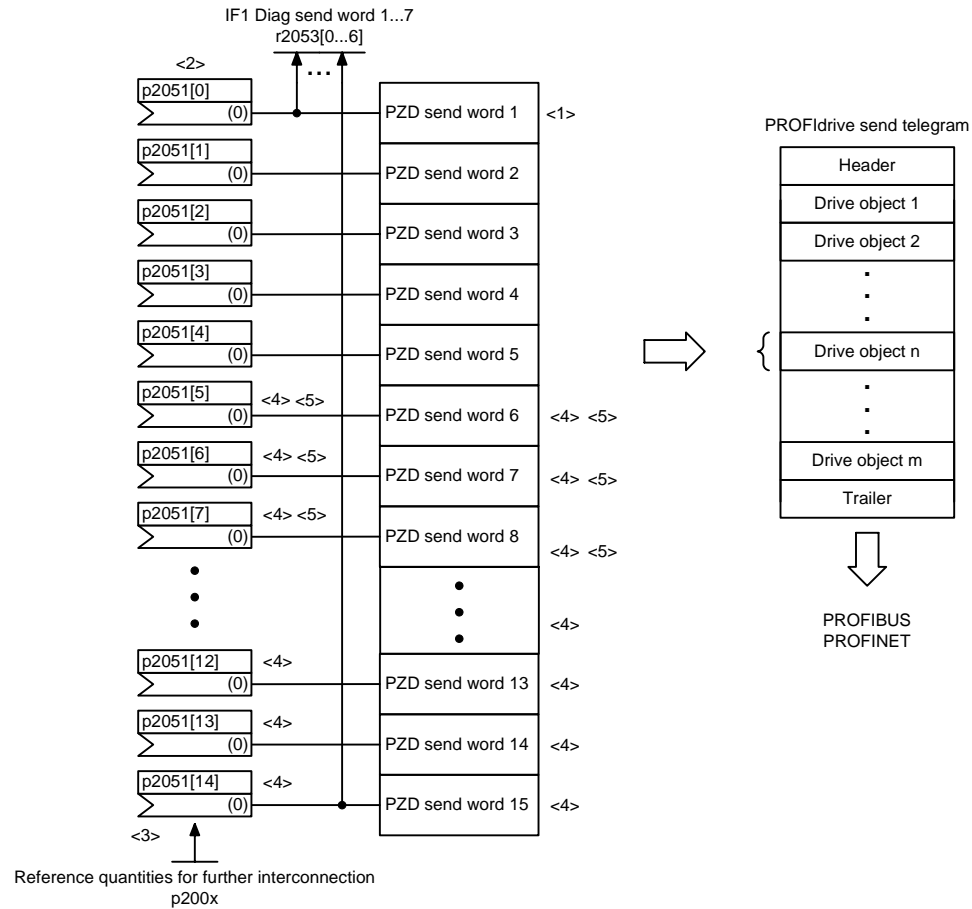 IF1 Diag send word 1...7
r2053[0...6]
<2>
p2051[0]
(0)
PZD send word 1
<1>
p2051[1]
(0)
PZD send word 2
p2051[2]
(0)
PZD send word 3
p2051[3]
(0)
PZD send word 4
p2051[4]
(0)
PZD send word 5
p2051[5]
(0)
<4> <5>
PZD send word 6
<4> <5>
p2051[6]
(0)
<4> <5>
PZD send word 7
<4> <5>
p2051[7]
(0)
<4> <5>
PZD send word 8
<4> <5>
<4>
p2051[12]
(0)
<4>
PZD send word 13
<4>
p2051[13]
(0)
<4>
PZD send word 14
<4>
p2051[14]
(0)
<4>
PZD send word 15
<4>
<3>
Reference quantities for further interconnection
p200x
PROFIdrive send telegram
Header
Drive object 1
Drive object 2
Drive object n
Drive object m
Trailer
PROFIBUS
PROFINET